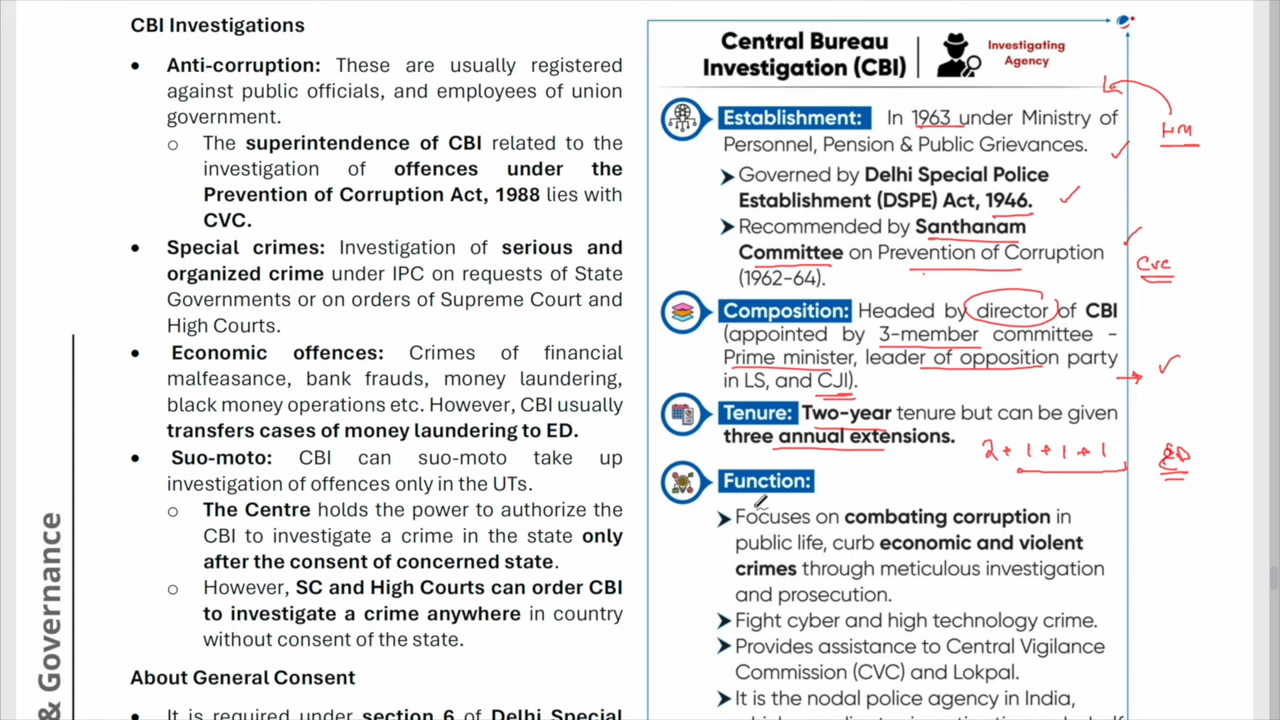 CBI Investigations
• Anti-corruption: These are usually registered
against public officials, and employees of union
government.
o The superintendence of CBI related to the
investigation of offences under the
Prevention of Corruption Act, 1988 lies with
CVC.
• Special crimes: Investigation of serious and
organized crime under IPC on requests of State
Governments or on orders of Supreme Court and
High Courts.
• Economic offences: Crimes of financial
malfeasance, bank frauds, money laundering,
black money operations etc. However, CBI usually
transfers cases of money laundering to ED.
• Suo-moto: CBI can suo-moto take up
investigation of offences only in the UTs.
o The Centre holds the power to authorize the
CBI to investigate a crime in the state only
after the consent of concerned state.
o However, SC and High Courts can order CBI
to investigate a crime anywhere in country
without consent of the state.
About General Consent
• It is required under section 6 of Delhi Special
& Governance
Central Bureau
Investigation (CBI)
Investigating
Agency
Establishment: In 1963 under Ministry of
Personnel, Pension & Public Grievances.
HM
Governed by Delhi Special Police
Establishment (DSPE) Act, 1946.
Recommended by Santhanam
Committee on Prevention of Corruption
(1962-64).
CVC
Composition: Headed by director of CBI
(appointed by 3-member committee -
Prime minister, leader of opposition party
in LS, and CJI).
Tenure: Two-year tenure but can be given
three annual extensions.
2 + 1 + 1 + 1
ED
Function:
Focuses on combating corruption in
public life, curb economic and violent
crimes through meticulous investigation
and prosecution.
Fight cyber and high technology crime.
Provides assistance to Central Vigilance
Commission (CVC) and Lokpal.
It is the nodal police agency in India,